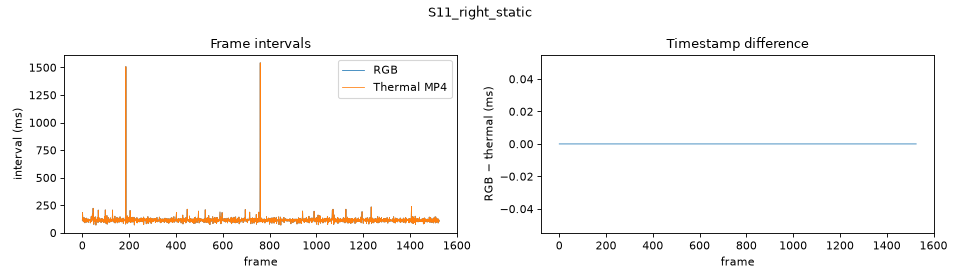 S11_right_static
Frame intervals
1500
1250
1000
750
500
250
0
interval (ms)
RGB
Thermal MP4
0 200 400 600 800 1000 1200 1400 1600
frame
Timestamp difference
0.04
0.02
0.00
−0.02
−0.04
RGB − thermal (ms)
0 200 400 600 800 1000 1200 1400 1600
frame